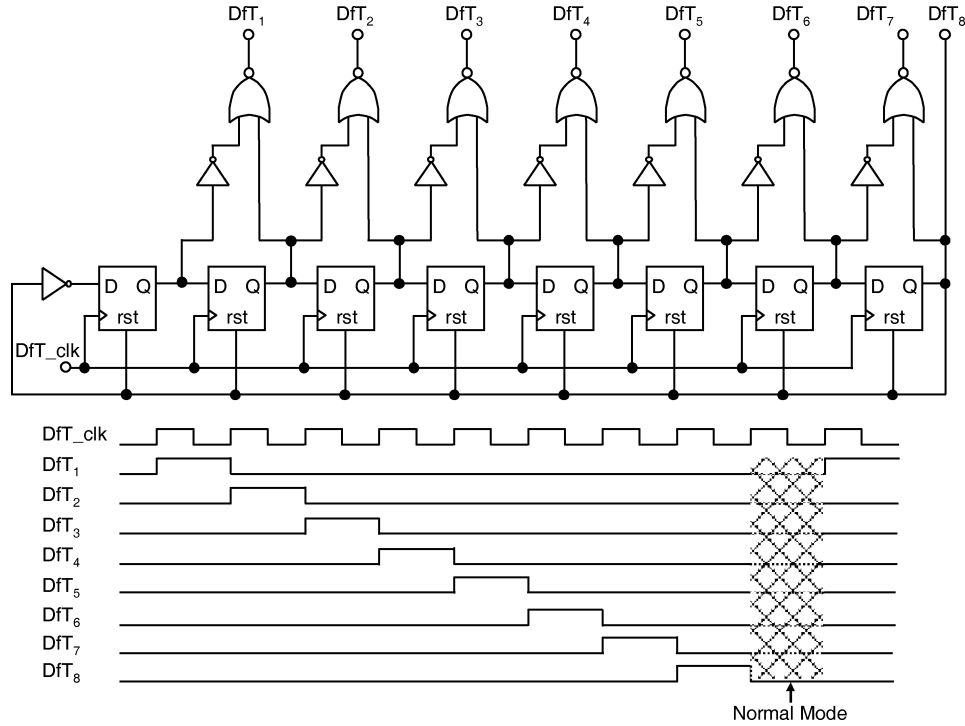 DfT1 DfT2 DfT3 DfT4 DfT5 DfT6 DfT7 DfT8
D Q D Q D Q D Q D Q D Q D Q D Q
rst rst rst rst rst rst rst rst
DfT_clk
DfT_clk
DfT1
DfT2
DfT3
DfT4
DfT5
DfT6
DfT7
DfT8
Normal Mode